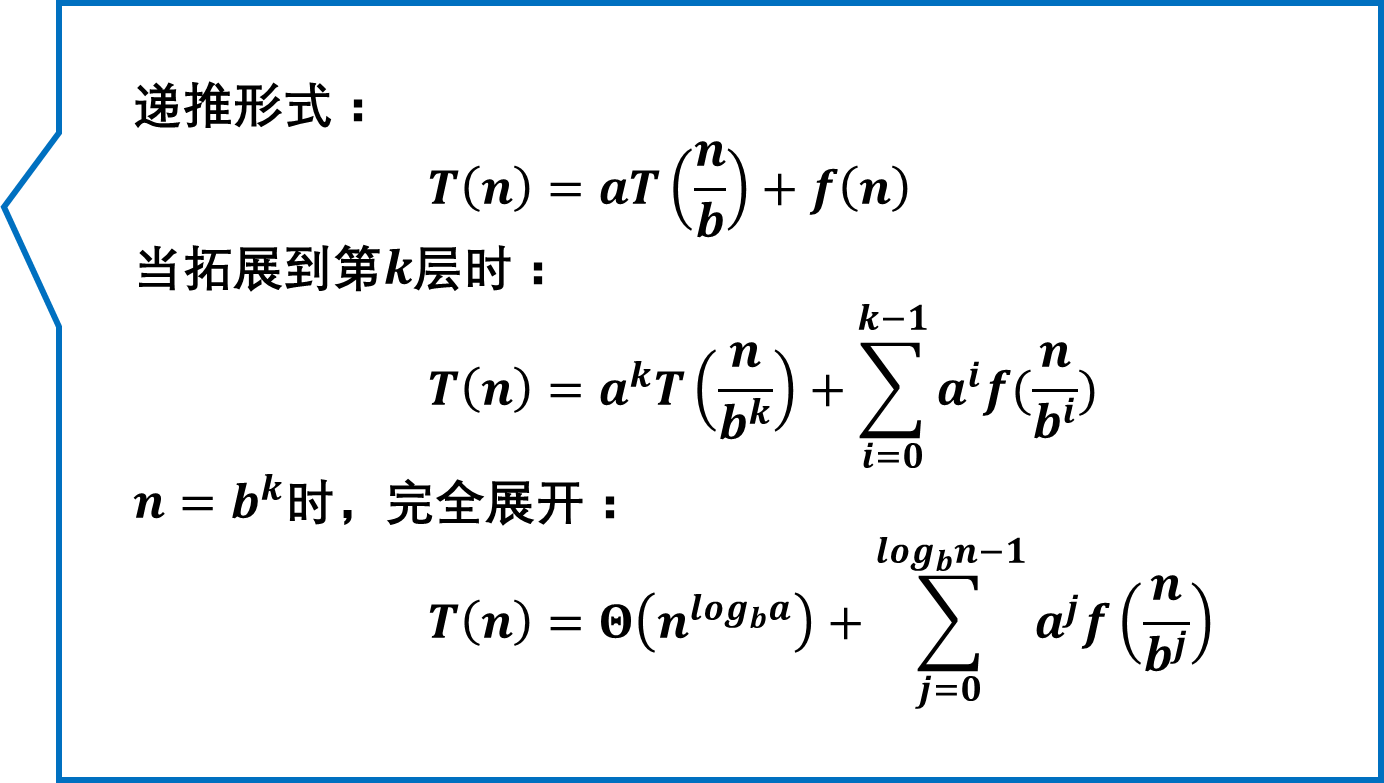 递推形式：
T(n) = aT(n/b) + f(n)
当拓展到第k层时：
T(n) = a^k T(n/b^k) + ∑_{i=0}^{k−1} a^i f(n/b^i)
n = b^k时，完全展开：
T(n) = Θ(n^{log_b a}) + ∑_{j=0}^{log_b n−1} a^j f(n/b^j)